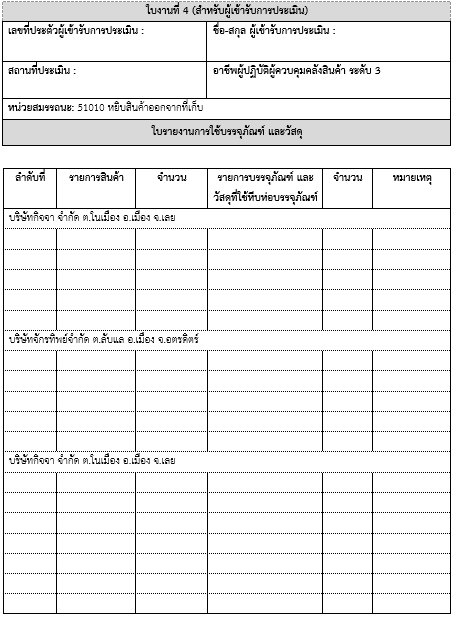 ใบงานที่ 4 (สำหรับผู้เข้ารับการประเมิน)
เลขที่ประตัวผู้เข้ารับการประเมิน :
ชื่อ-สกุล ผู้เข้ารับการประเมิน :
สถานที่ประเมิน :
อาชีพผู้ปฏิบัติผู้ควบคุมคลังสินค้า ระดับ 3
หน่วยสมรรถนะ: 51010 หยิบสินค้าออกจากที่เก็บ
ใบรายงานการใช้บรรจุภัณฑ์ และวัสดุ
ลำดับที่ รายการสินค้า จำนวน รายการบรรจุภัณฑ์ และ จำนวน หมายเหตุ
วัสดุที่ใช้หีบห่อบรรจุภัณฑ์
บริษัทกิจจา จำกัด ต.ในเมือง อ.เมือง จ.เลย
บริษัทจักรทิพย์จำกัด ต.ลับแล อ.เมือง จ.อตรดิตร์
บริษัทกิจจา จำกัด ต.ในเมือง อ.เมือง จ.เลย